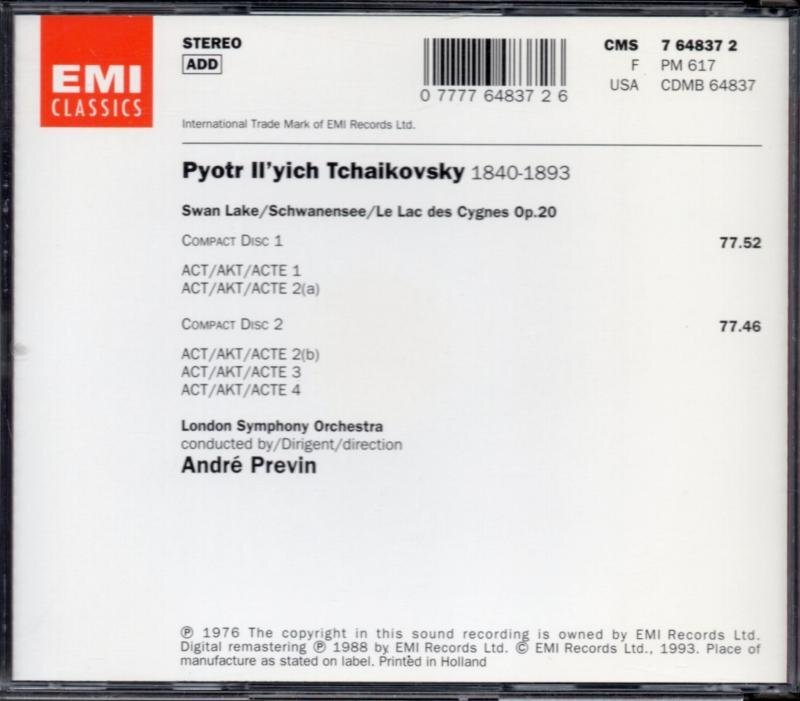 EMI
CLASSICS
STEREO
ADD
0 7777 64837 2 6
CMS 7 64837 2
F PM 617
USA CDMB 64837
International Trade Mark of EMI Records Ltd.
Pyotr Il'yich Tchaikovsky 1840-1893
Swan Lake/Schwanensee/Le Lac des Cygnes Op.20
COMPACT DISC 1 77.52
ACT/AKT/ACTE 1
ACT/AKT/ACTE 2(a)
COMPACT DISC 2 77.46
ACT/AKT/ACTE 2(b)
ACT/AKT/ACTE 3
ACT/AKT/ACTE 4
London Symphony Orchestra
conducted by/Dirigent/direction
André Previn
℗ 1976 The copyright in this sound recording is owned by EMI Records Ltd.
Digital remastering ℗ 1988 by EMI Records Ltd. © EMI Records Ltd., 1993. Place of
manufacture as stated on label. Printed in Holland